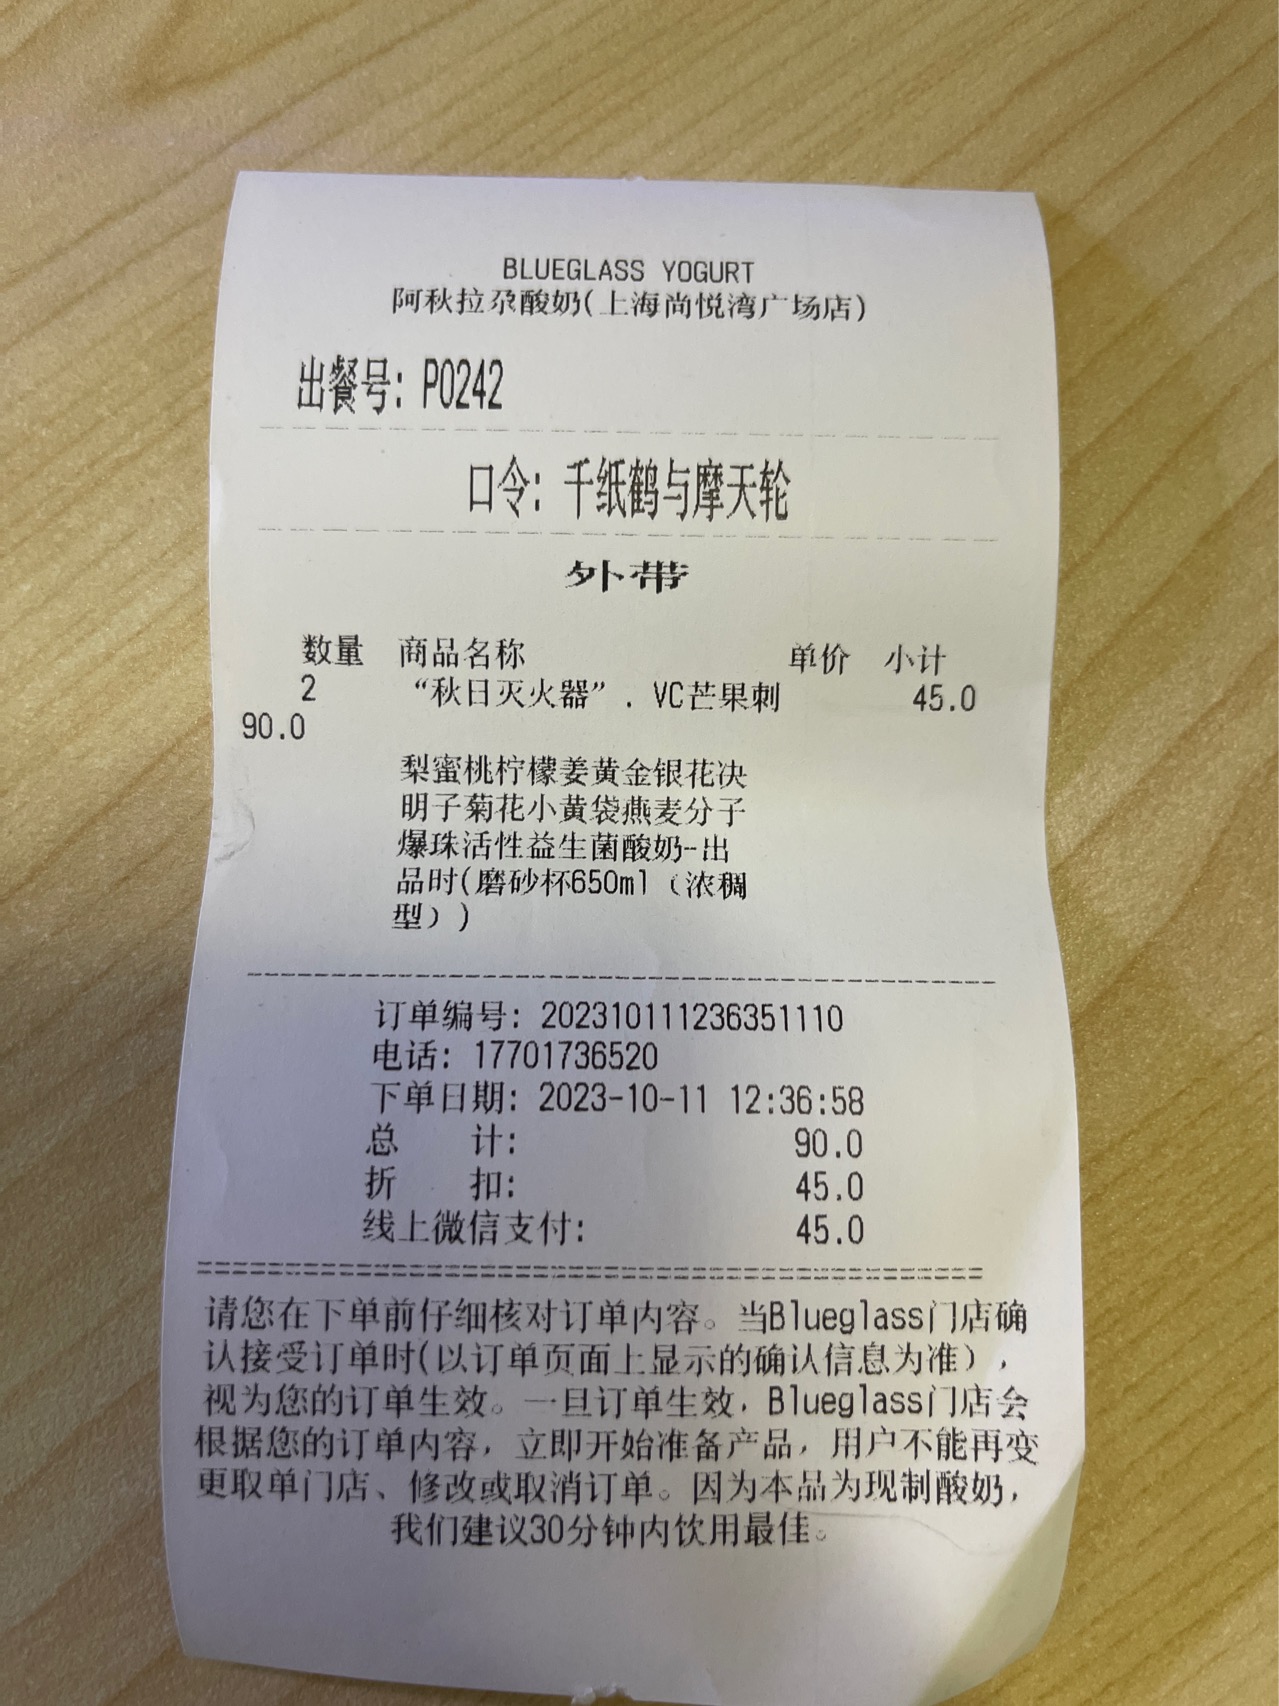 BLUEGLASS YOGURT
阿秋拉尕酸奶(上海尚悦湾广场店)
出餐号: P0242
口令: 千纸鹤与摩天轮
外带
数量 商品名称 单价 小计
2 “秋日灭火器”. VC芒果刺 45.0
90.0
梨蜜桃柠檬姜黄金银花决
明子菊花小黄袋燕麦分子
爆珠活性益生菌酸奶-出
品时(磨砂杯650ml（浓稠
型）)
订单编号: 202310111236351110
电话: 17701736520
下单日期: 2023-10-11 12:36:58
总 计: 90.0
折 扣: 45.0
线上微信支付: 45.0
请您在下单前仔细核对订单内容。当Blueglass门店确
认接受订单时(以订单页面上显示的确认信息为准），
视为您的订单生效。一旦订单生效，Blueglass门店会
根据您的订单内容，立即开始准备产品，用户不能再变
更取单门店、修改或取消订单。因为本品为现制酸奶，
我们建议30分钟内饮用最佳。